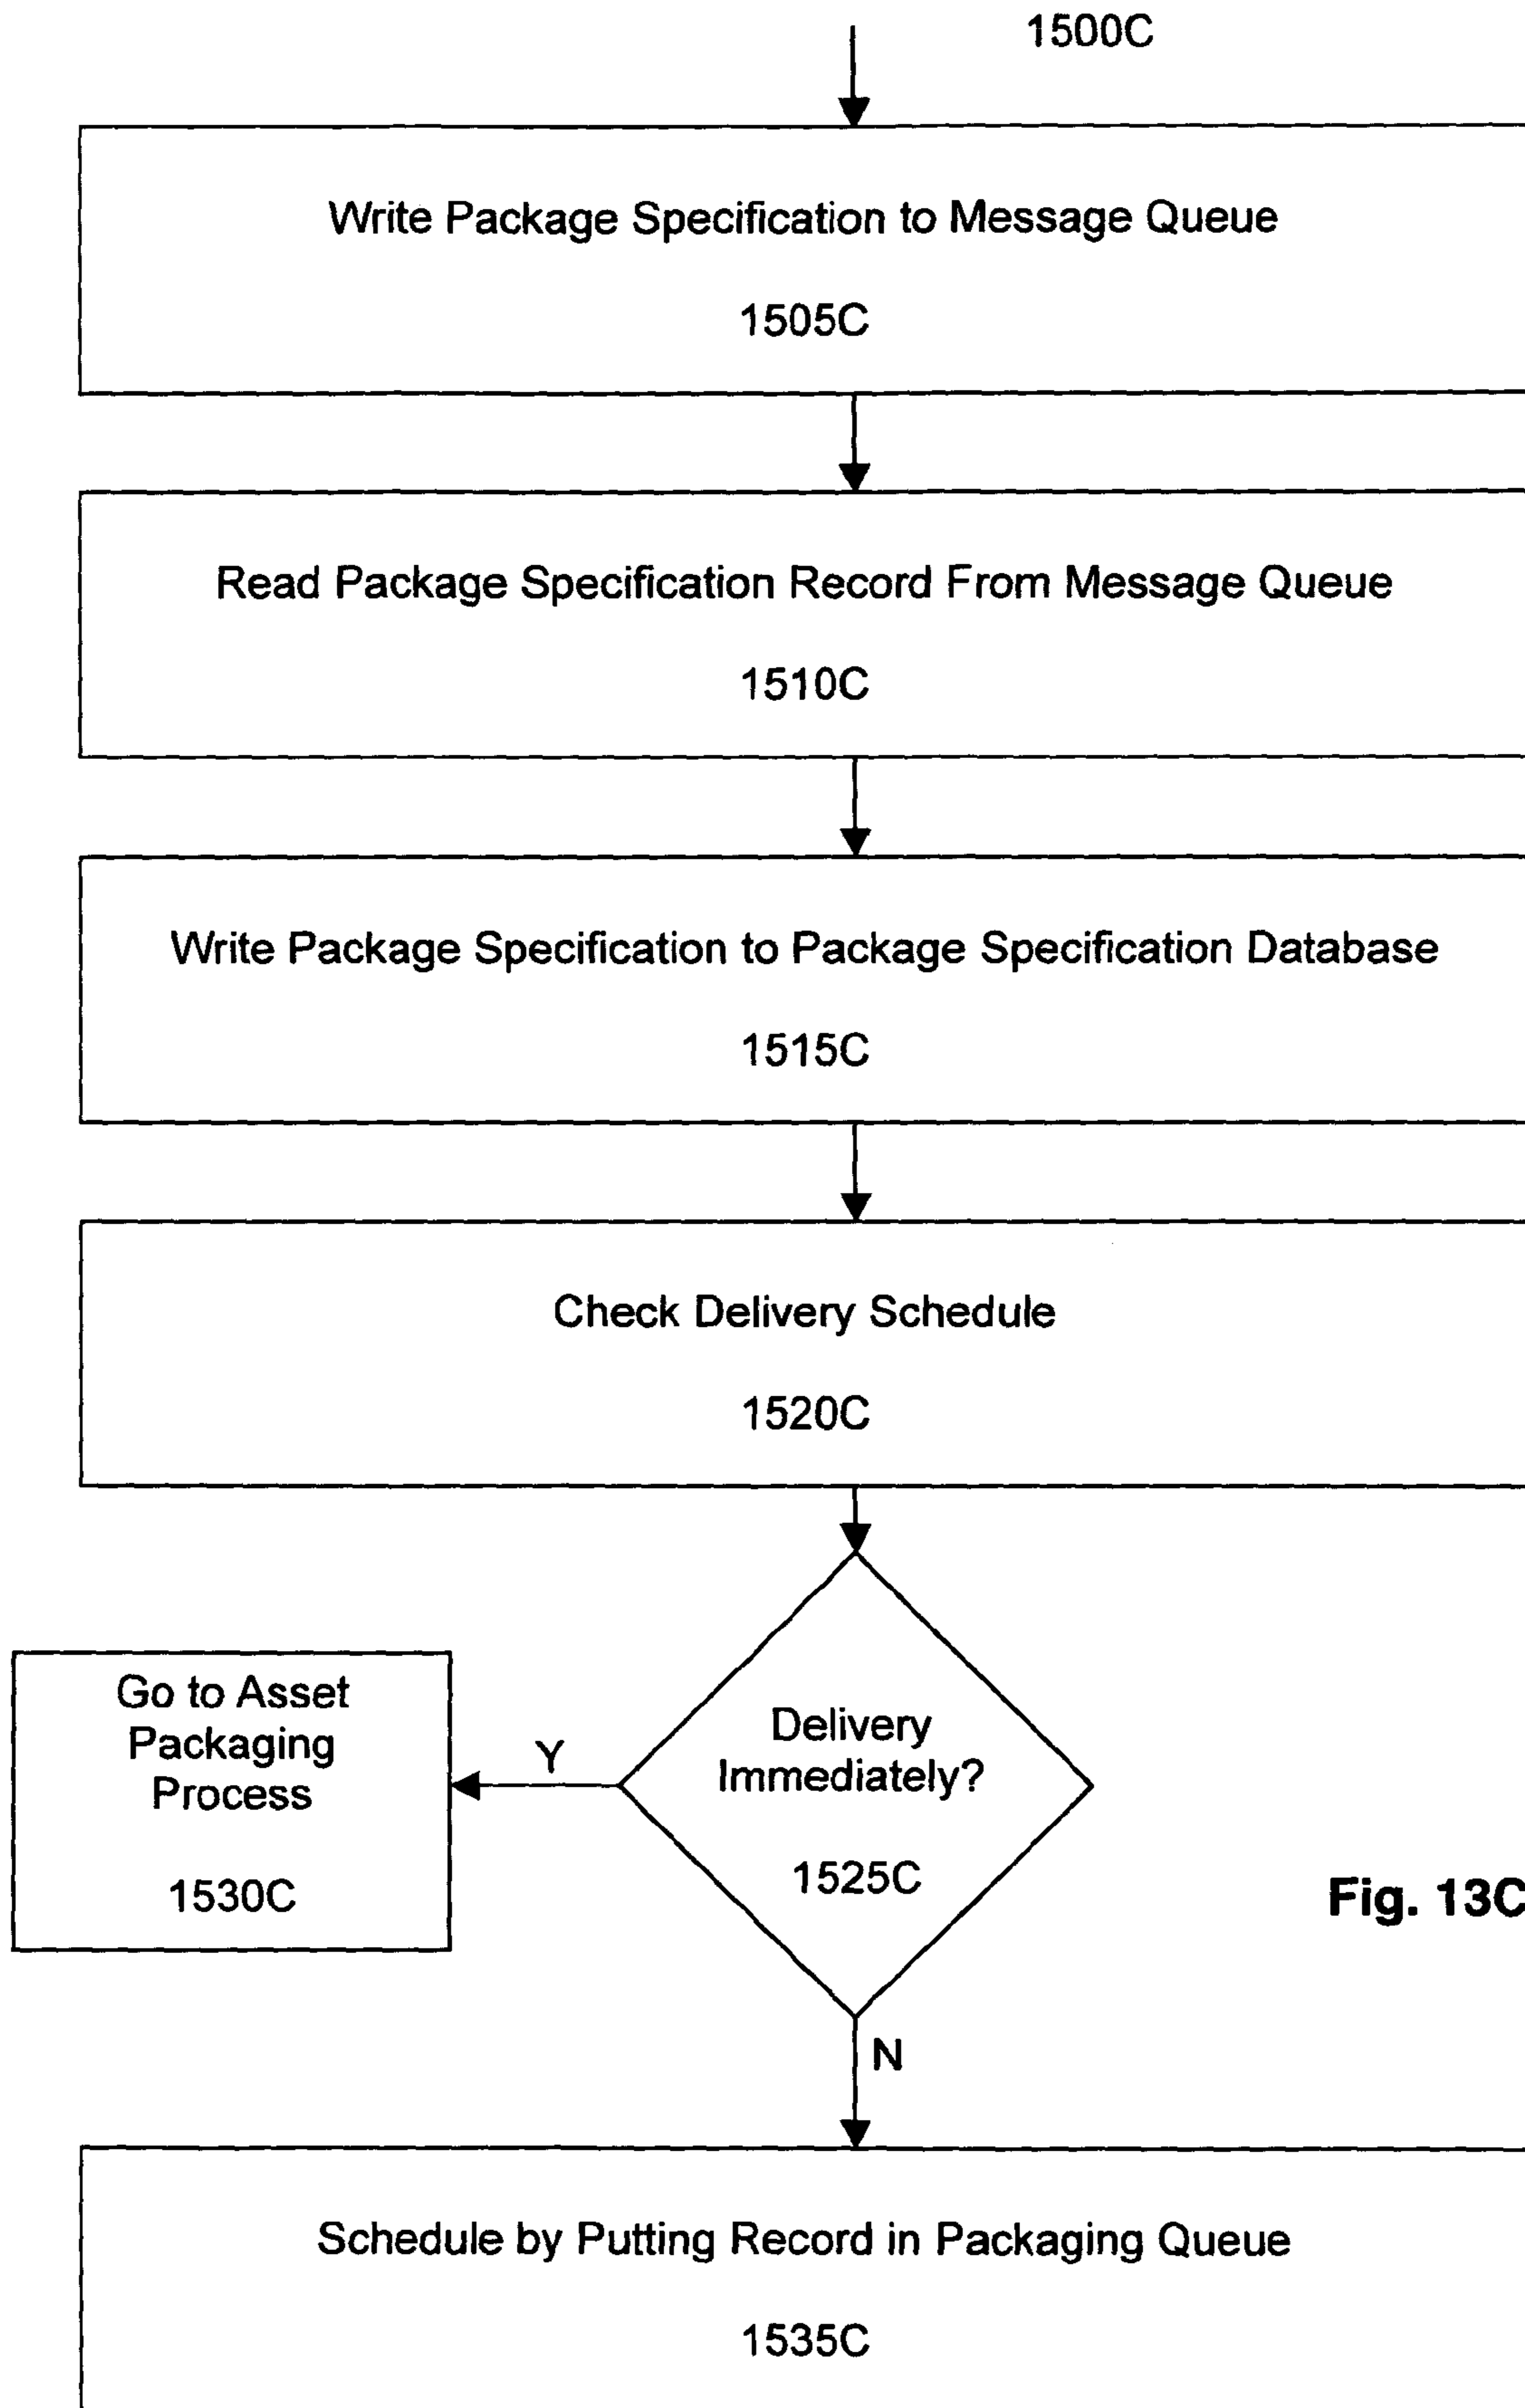 1500C
Write Package Specification to Message Queue
1505C
Read Package Specification Record From Message Queue
1510C
Write Package Specification to Package Specification Database
1515C
Check Delivery Schedule
1520C
Delivery
Immediately?
1525C
Y
Go to Asset
Packaging
Process
1530C
Fig. 13C
N
Schedule by Putting Record in Packaging Queue
1535C